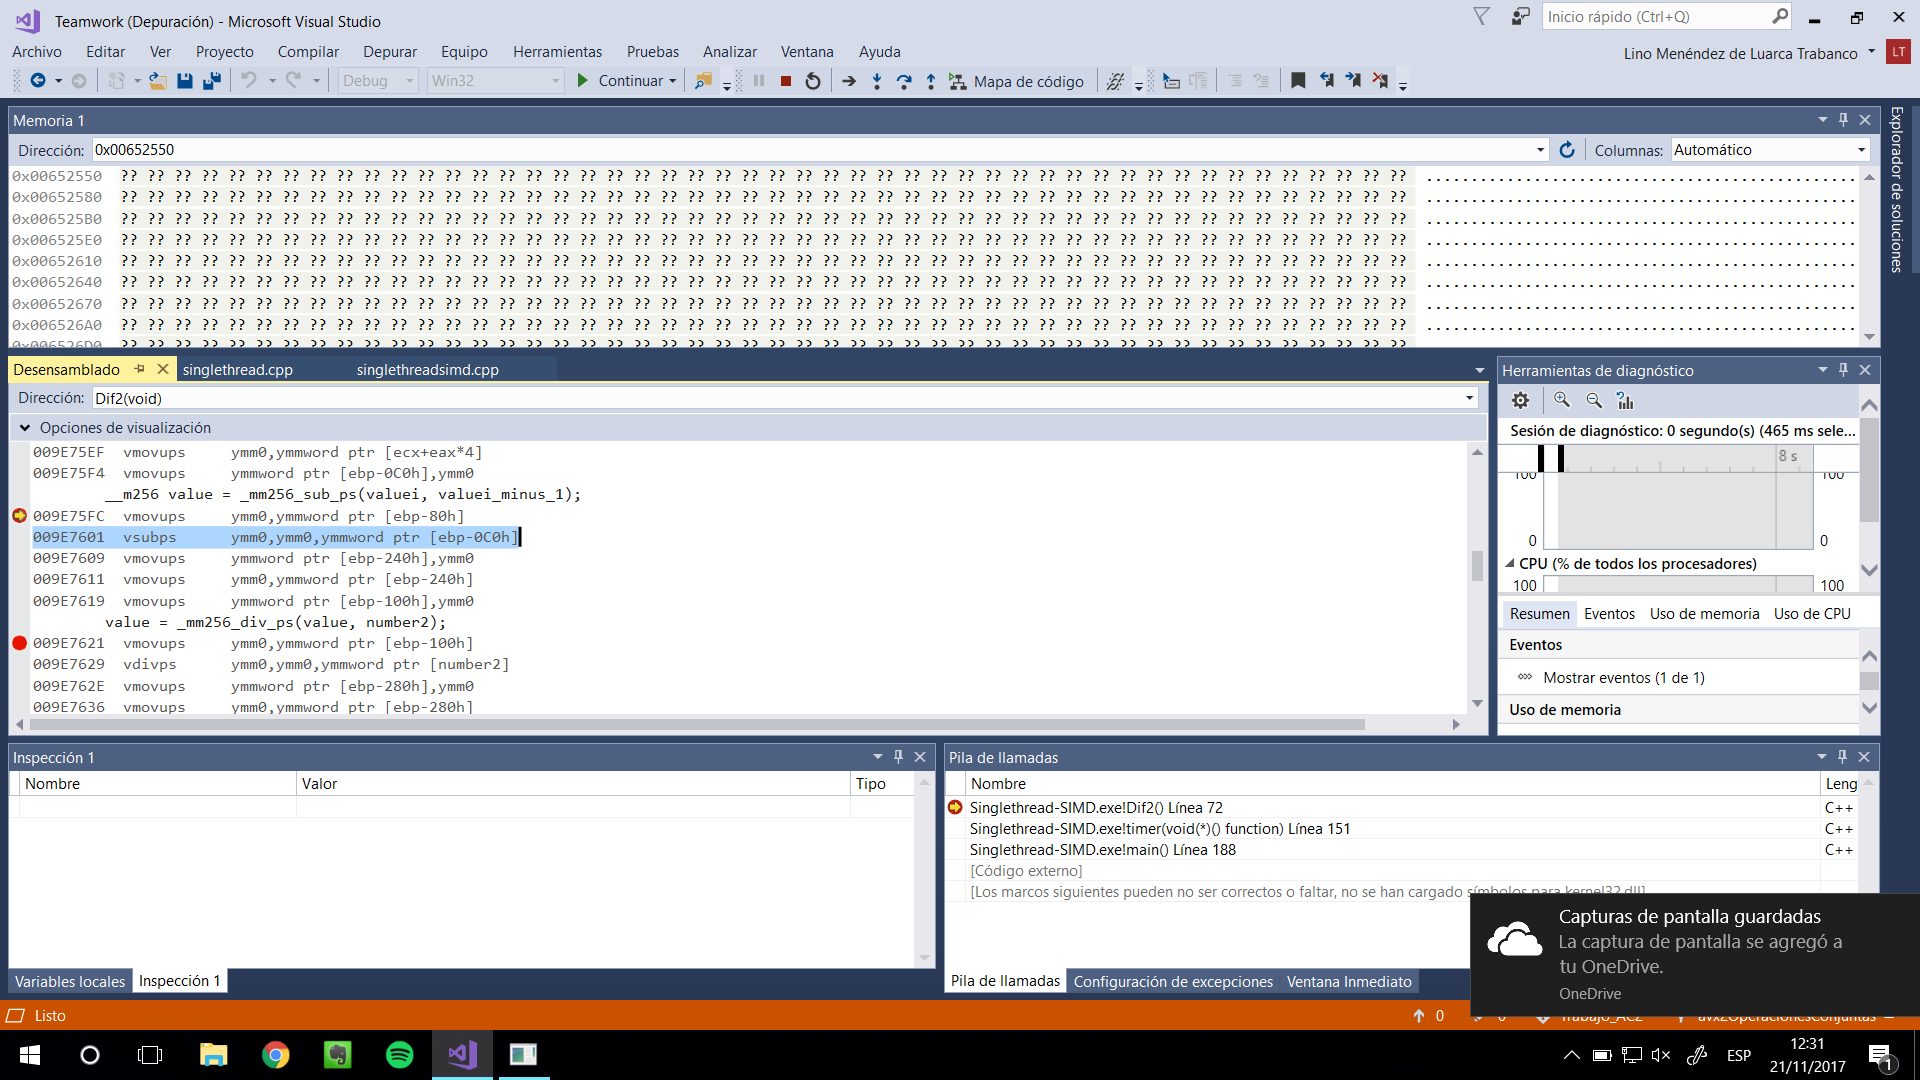 Teamwork (Depuración) - Microsoft Visual Studio
Inicio rápido (Ctrl+Q)
Archivo Editar Ver Proyecto Compilar Depurar Equipo Herramientas Pruebas Analizar Ventana Ayuda
Lino Menéndez de Luarca Trabanco LT
Debug Win32 Continuar Mapa de código
Memoria 1
Dirección: 0x00652550 Columnas: Automático
0x00652550 ?? ?? ?? ?? ?? ?? ?? ?? ?? ?? ?? ?? ?? ?? ?? ?? ?? ?? ?? ?? ?? ?? ?? ?? ?? ?? ?? ?? ?? ?? ?? ?? ?? ?? ?? ?? ?? ?? ?? ?? ?? ?? ?? ?? ?? ?? ?? ?? ................................................
0x00652580 ?? ?? ?? ?? ?? ?? ?? ?? ?? ?? ?? ?? ?? ?? ?? ?? ?? ?? ?? ?? ?? ?? ?? ?? ?? ?? ?? ?? ?? ?? ?? ?? ?? ?? ?? ?? ?? ?? ?? ?? ?? ?? ?? ?? ?? ?? ?? ?? ................................................
0x006525B0 ?? ?? ?? ?? ?? ?? ?? ?? ?? ?? ?? ?? ?? ?? ?? ?? ?? ?? ?? ?? ?? ?? ?? ?? ?? ?? ?? ?? ?? ?? ?? ?? ?? ?? ?? ?? ?? ?? ?? ?? ?? ?? ?? ?? ?? ?? ?? ?? ................................................
0x006525E0 ?? ?? ?? ?? ?? ?? ?? ?? ?? ?? ?? ?? ?? ?? ?? ?? ?? ?? ?? ?? ?? ?? ?? ?? ?? ?? ?? ?? ?? ?? ?? ?? ?? ?? ?? ?? ?? ?? ?? ?? ?? ?? ?? ?? ?? ?? ?? ?? ................................................
0x00652610 ?? ?? ?? ?? ?? ?? ?? ?? ?? ?? ?? ?? ?? ?? ?? ?? ?? ?? ?? ?? ?? ?? ?? ?? ?? ?? ?? ?? ?? ?? ?? ?? ?? ?? ?? ?? ?? ?? ?? ?? ?? ?? ?? ?? ?? ?? ?? ?? ................................................
0x00652640 ?? ?? ?? ?? ?? ?? ?? ?? ?? ?? ?? ?? ?? ?? ?? ?? ?? ?? ?? ?? ?? ?? ?? ?? ?? ?? ?? ?? ?? ?? ?? ?? ?? ?? ?? ?? ?? ?? ?? ?? ?? ?? ?? ?? ?? ?? ?? ?? ................................................
0x00652670 ?? ?? ?? ?? ?? ?? ?? ?? ?? ?? ?? ?? ?? ?? ?? ?? ?? ?? ?? ?? ?? ?? ?? ?? ?? ?? ?? ?? ?? ?? ?? ?? ?? ?? ?? ?? ?? ?? ?? ?? ?? ?? ?? ?? ?? ?? ?? ?? ................................................
0x006526A0 ?? ?? ?? ?? ?? ?? ?? ?? ?? ?? ?? ?? ?? ?? ?? ?? ?? ?? ?? ?? ?? ?? ?? ?? ?? ?? ?? ?? ?? ?? ?? ?? ?? ?? ?? ?? ?? ?? ?? ?? ?? ?? ?? ?? ?? ?? ?? ?? ................................................
0x006526D0 ?? ?? ?? ?? ?? ?? ?? ?? ?? ?? ?? ?? ?? ?? ?? ?? ?? ?? ?? ?? ?? ?? ?? ?? ?? ?? ?? ?? ?? ?? ?? ?? ?? ?? ?? ?? ?? ?? ?? ?? ?? ?? ?? ?? ?? ?? ?? ??
Explorador de soluciones
Desensamblado singlethread.cpp singlethreadsimd.cpp
Dirección: Dif2(void)
Opciones de visualización
009E75EF vmovups ymm0,ymmword ptr [ecx+eax*4]
009E75F4 vmovups ymmword ptr [ebp-0C0h],ymm0
__m256 value = _mm256_sub_ps(valuei, valuei_minus_1);
009E75FC vmovups ymm0,ymmword ptr [ebp-80h]
009E7601 vsubps ymm0,ymm0,ymmword ptr [ebp-0C0h]
009E7609 vmovups ymmword ptr [ebp-240h],ymm0
009E7611 vmovups ymm0,ymmword ptr [ebp-240h]
009E7619 vmovups ymmword ptr [ebp-100h],ymm0
value = _mm256_div_ps(value, number2);
009E7621 vmovups ymm0,ymmword ptr [ebp-100h]
009E7629 vdivps ymm0,ymm0,ymmword ptr [number2]
009E762E vmovups ymmword ptr [ebp-280h],ymm0
009E7636 vmovups ymm0,ymmword ptr [ebp-280h]
Herramientas de diagnóstico
Sesión de diagnóstico: 0 segundo(s) (465 ms sele...
8 s
100 100
0 0
CPU (% de todos los procesadores)
100 100
Resumen Eventos Uso de memoria Uso de CPU
Eventos
Mostrar eventos (1 de 1)
Uso de memoria
Inspección 1
Nombre Valor Tipo
Variables locales Inspección 1
Pila de llamadas
Nombre Leng
Singlethread-SIMD.exe!Dif2() Línea 72 C++
Singlethread-SIMD.exe!timer(void(*)() function) Línea 151 C++
Singlethread-SIMD.exe!main() Línea 188 C++
[Código externo]
[Los marcos siguientes pueden no ser correctos o faltar, no se han cargado símbolos para kernel32.dll]
Pila de llamadas Configuración de excepciones Ventana Inmediato
Capturas de pantalla guardadas
La captura de pantalla se agregó a
tu OneDrive.
OneDrive
Listo 0 0 Trabajo_AC2 avx2OperacionesConjuntas
ESP
12:31
21/11/2017
1